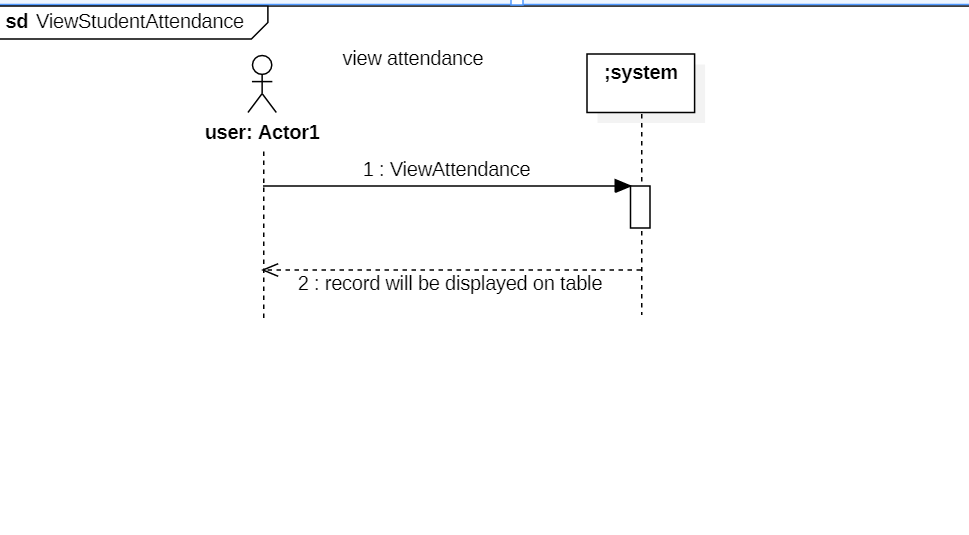 sd ViewStudentAttendance
view attendance
;system
user: Actor1
1 : ViewAttendance
2 : record will be displayed on table